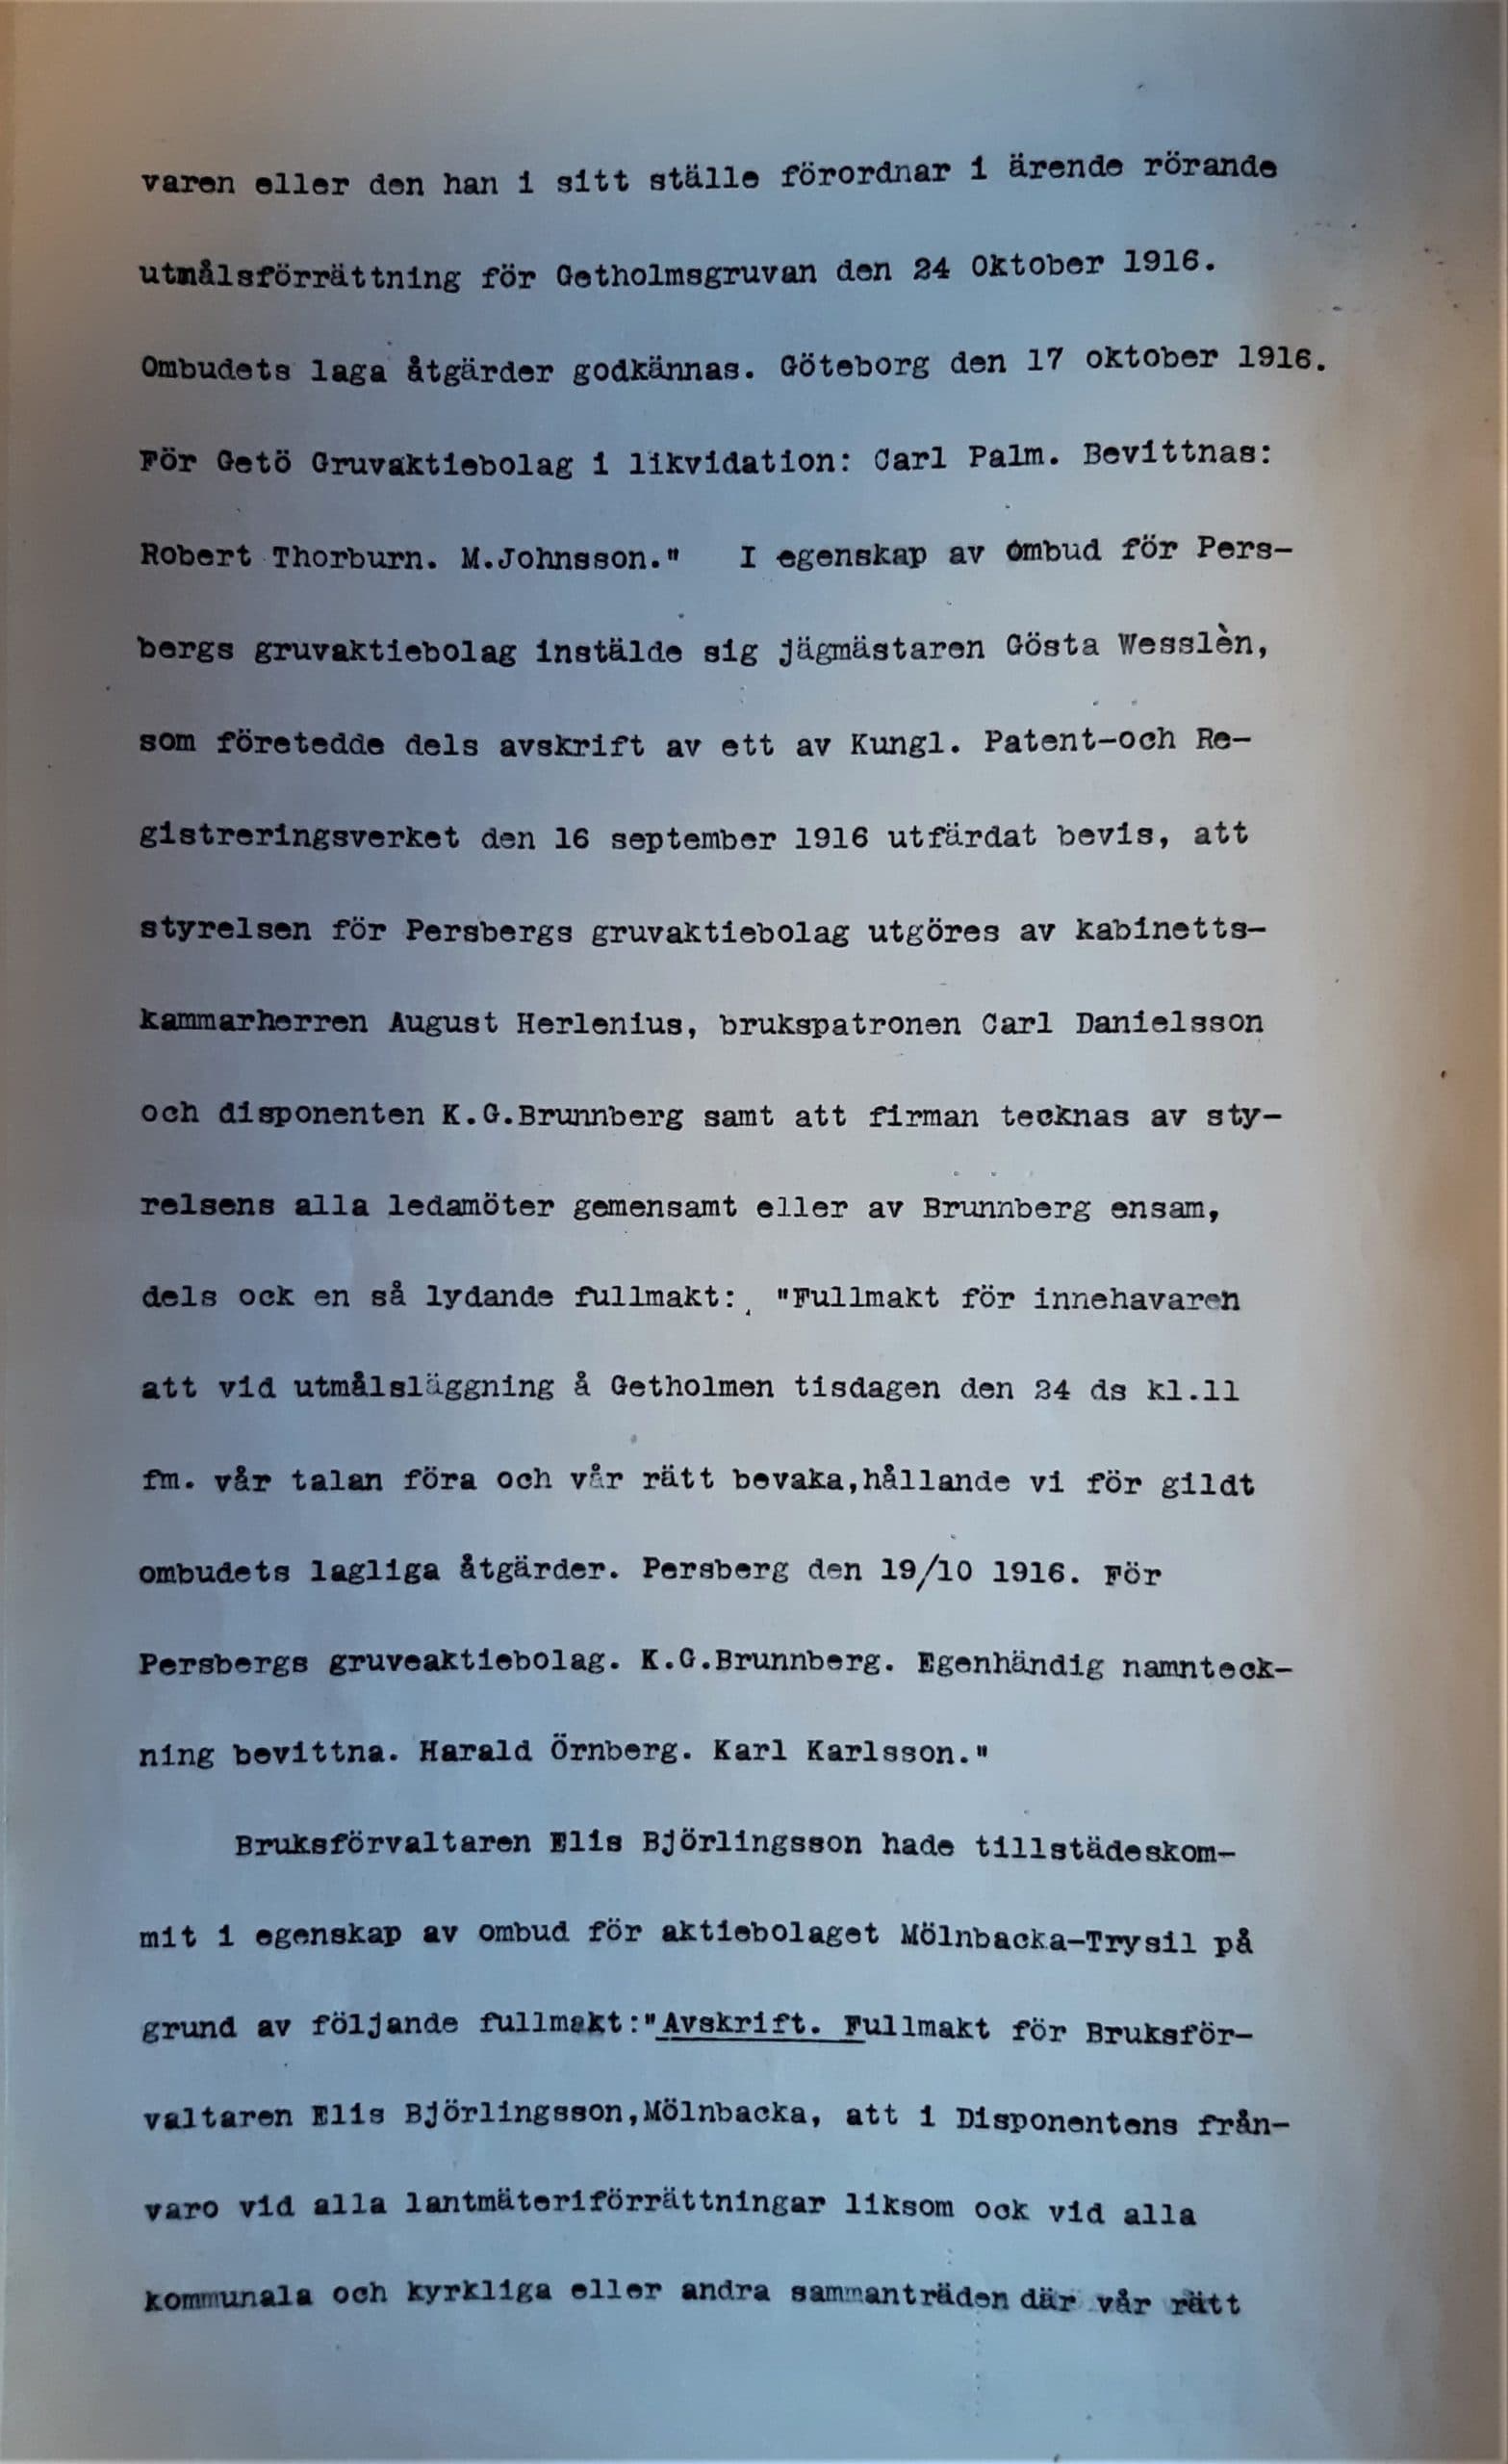 varen eller den han i sitt ställe förordnar i ärende rörande
utmålsförrättning för Getholmsgruvan den 24 Oktober 1916.
Ombudets laga åtgärder godkännas. Göteborg den 17 oktober 1916.
För Getö Gruvaktiebolag i likvidation: Carl Palm. Bevittnas:
Robert Thorburn. M.Johnsson." I egenskap av ombud för Pers-
bergs gruvaktiebolag instälde sig jägmästaren Gösta Wesslèn,
som företedde dels avskrift av ett av Kungl. Patent-och Re-
gistreringsverket den 16 september 1916 utfärdat bevis, att
styrelsen för Persbergs gruvaktiebolag utgöres av kabinetts-
kammarherren August Herlenius, brukspatronen Carl Danielsson
och disponenten K.G.Brunnberg samt att firman tecknas av sty-
relsens alla ledamöter gemensamt eller av Brunnberg ensam,
dels ock en så lydande fullmakt: "Fullmakt för innehavaren
att vid utmålsläggning å Getholmen tisdagen den 24 ds kl.11
fm. vår talan föra och vår rätt bevaka,hållande vi för gildt
ombudets lagliga åtgärder. Persberg den 19/10 1916. För
Persbergs gruveaktiebolag. K.G.Brunnberg. Egenhändig namnteck-
ning bevittna. Harald Örnberg. Karl Karlsson."
Bruksförvaltaren Elis Björlingsson hade tillstädeskom-
mit i egenskap av ombud för aktiebolaget Mölnbacka-Trysil på
grund av följande fullmakt:"Avskrift. Fullmakt för Bruksför-
valtaren Elis Björlingsson,Mölnbacka, att i Disponentens från-
varo vid alla lantmäteriförrättningar liksom ock vid alla
kommunala och kyrkliga eller andra sammanträden där vår rätt